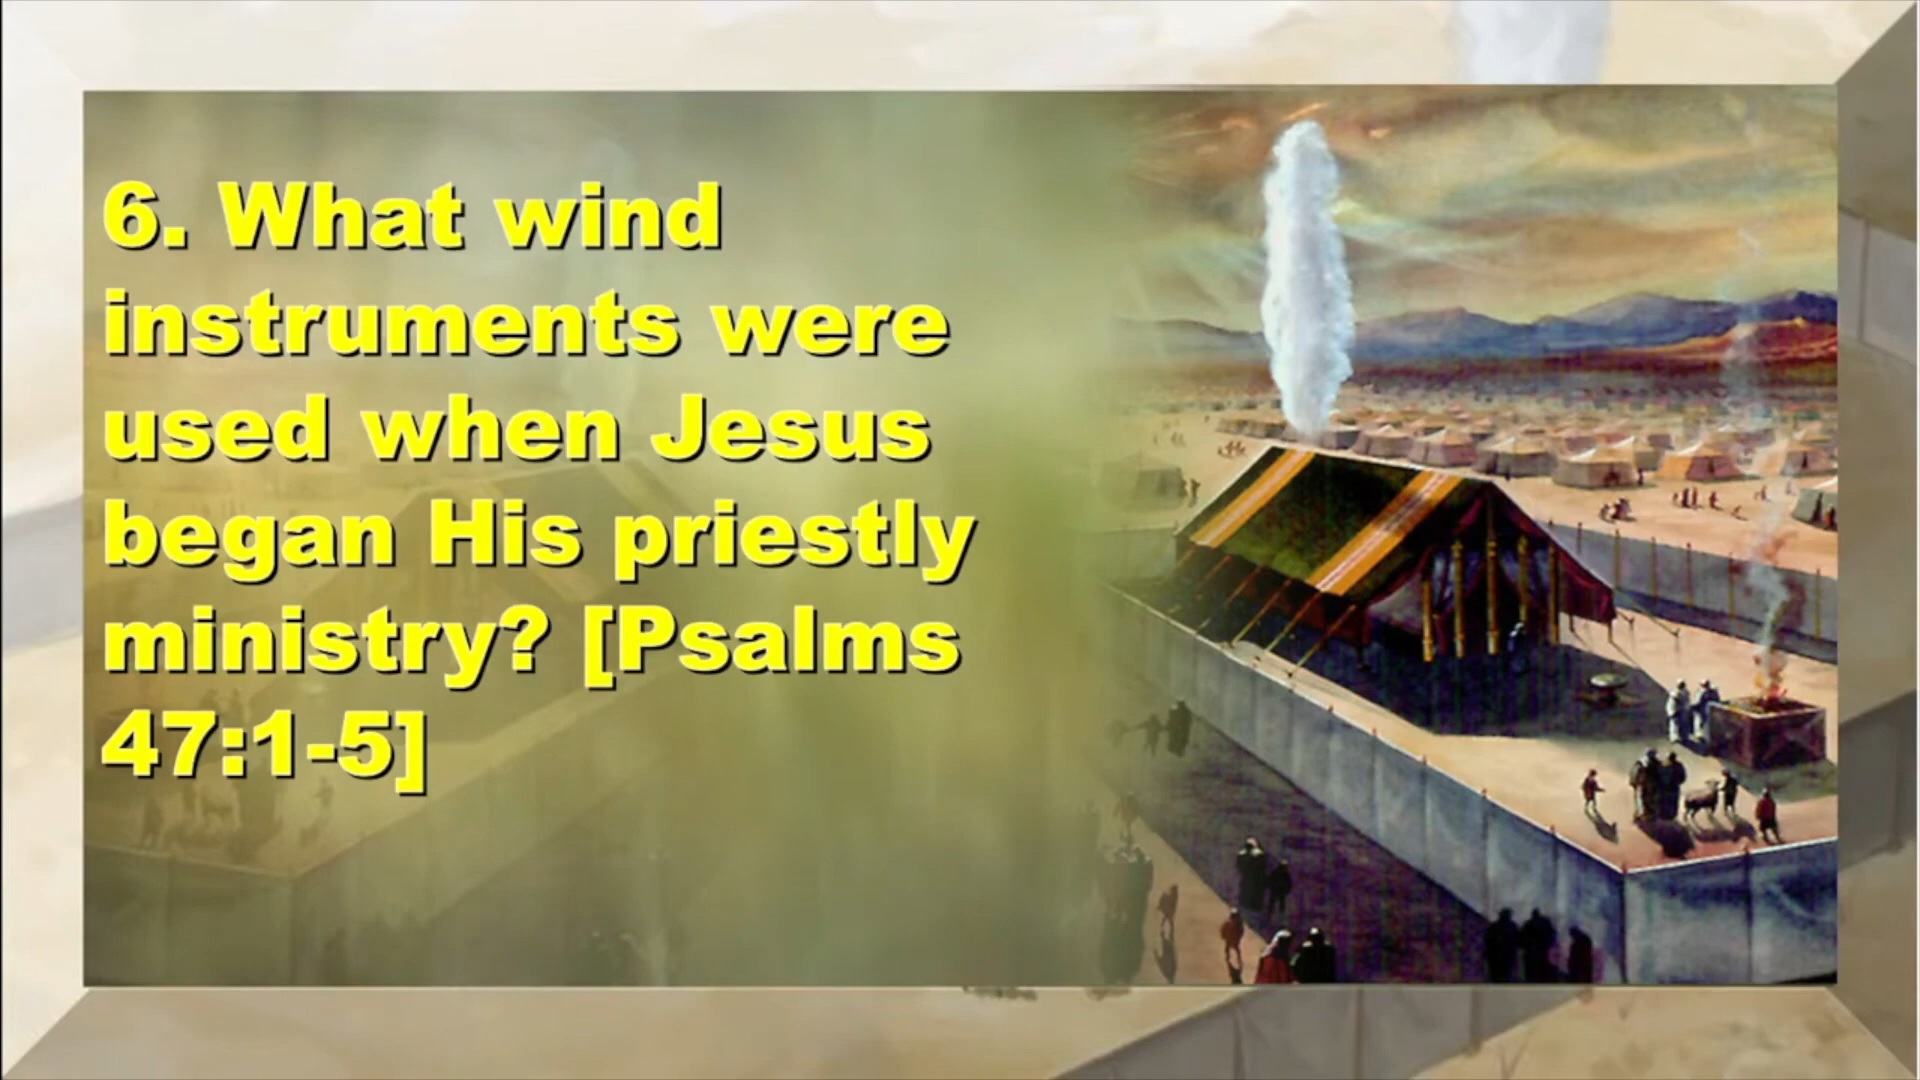 6. What wind
instruments were
used when Jesus
began His priestly
ministry? [Psalms
47:1-5]